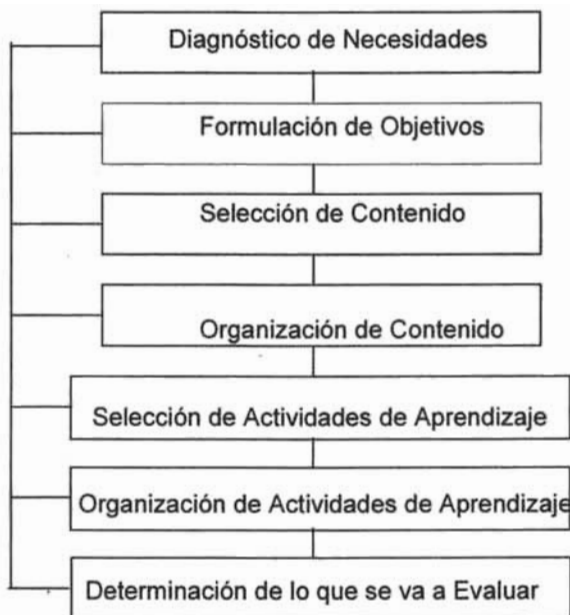 Diagnóstico de Necesidades
Formulación de Objetivos
Selección de Contenido
Organización de Contenido
Selección de Actividades de Aprendizaje
Organización de Actividades de Aprendizaje
Determinación de lo que se va a Evaluar